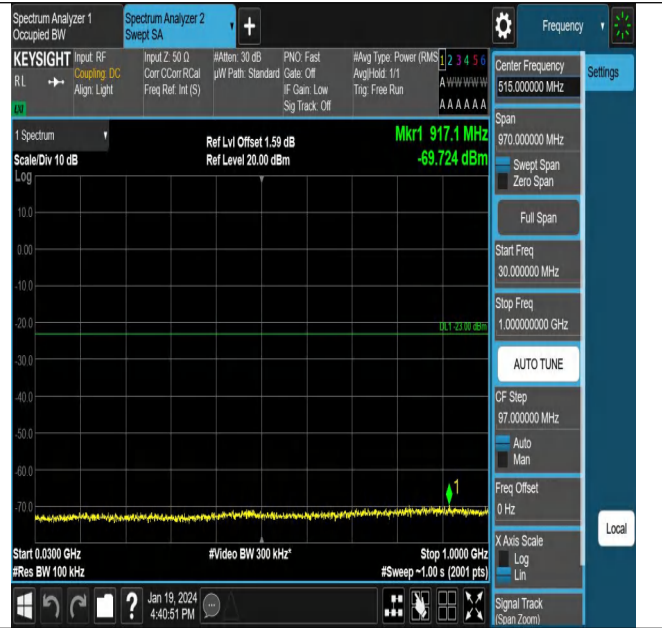 Spectrum Analyzer 1
Occupied BW
Spectrum Analyzer 2
Swept SA
+
Frequency
KEYSIGHT
RL
LXI
Input: RF
Coupling: DC
Align: Light
Input Z: 50 Ω
Corr CCorr RCal
Freq Ref: Int (S)
#Atten: 30 dB
µW Path: Standard
PNO: Fast
Gate: Off
IF Gain: Low
Sig Track: Off
#Avg Type: Power (RMS
Avg|Hold: 1/1
Trig: Free Run
1 2 3 4 5 6
A W W W W W
A A A A A A
Center Frequency
515.000000 MHz
Settings
Span
970.000000 MHz
Swept Span
Zero Span
Full Span
Start Freq
30.000000 MHz
Stop Freq
1.000000000 GHz
AUTO TUNE
CF Step
97.000000 MHz
Auto
Man
Freq Offset
0 Hz
X Axis Scale
Log
Lin
Signal Track
(Span Zoom)
Local
1 Spectrum
Scale/Div 10 dB
Ref Lvl Offset 1.59 dB
Ref Level 20.00 dBm
Mkr1 917.1 MHz
-69.724 dBm
Log
10.0
0.00
-10.0
-20.0
DL1 -23.00 dBm
-30.0
-40.0
-50.0
-60.0
1
-70.0
Start 0.0300 GHz
#Video BW 300 kHz*
Stop 1.0000 GHz
#Res BW 100 kHz
#Sweep ~1.00 s (2001 pts)
?
Jan 19, 2024
4:40:51 PM